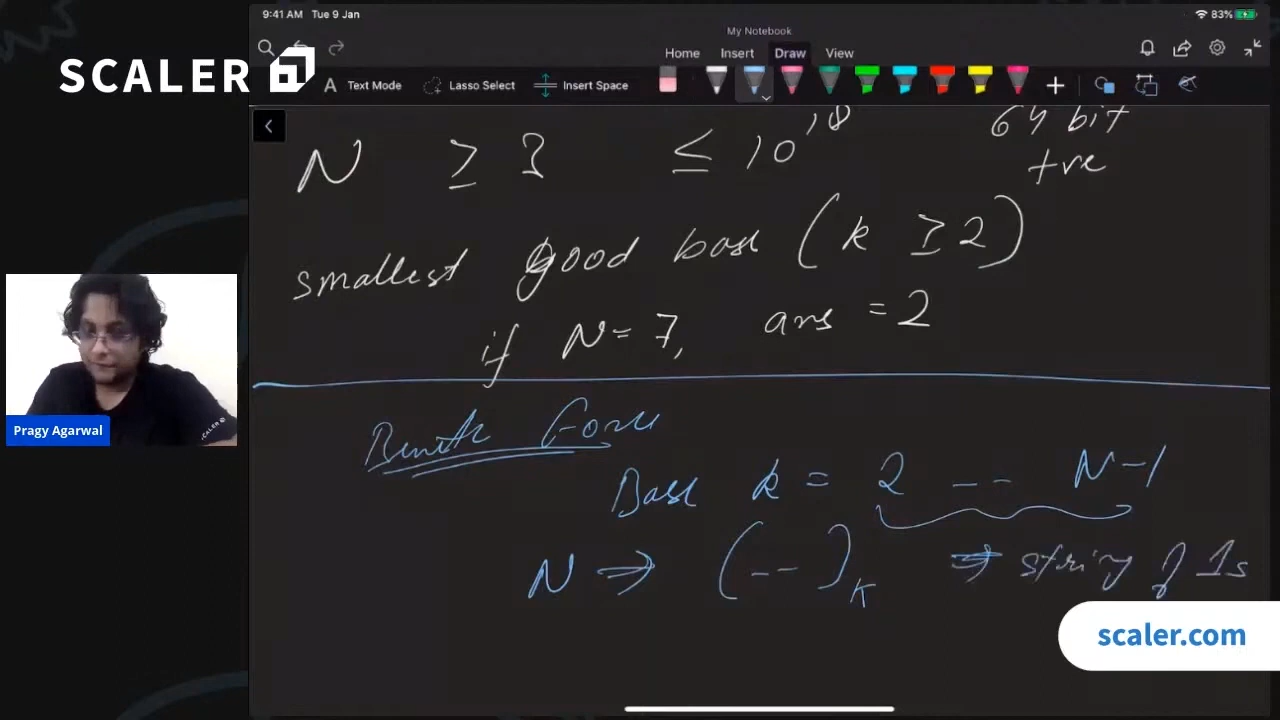 9:41 AM Tue 9 Jan
83%
My Notebook
Home Insert Draw View
SCALER
Text Mode Lasso Select Insert Space
N ≥ 3 ≤ 10^18 64 bit
+ve
smallest good base (k ≥ 2)
if N = 7, ans = 2
Brute Force
Base k = 2 -- N-1
N ⇒ (--)k ⇒ string of 1s
Pragy Agarwal
SCALER
scaler.com